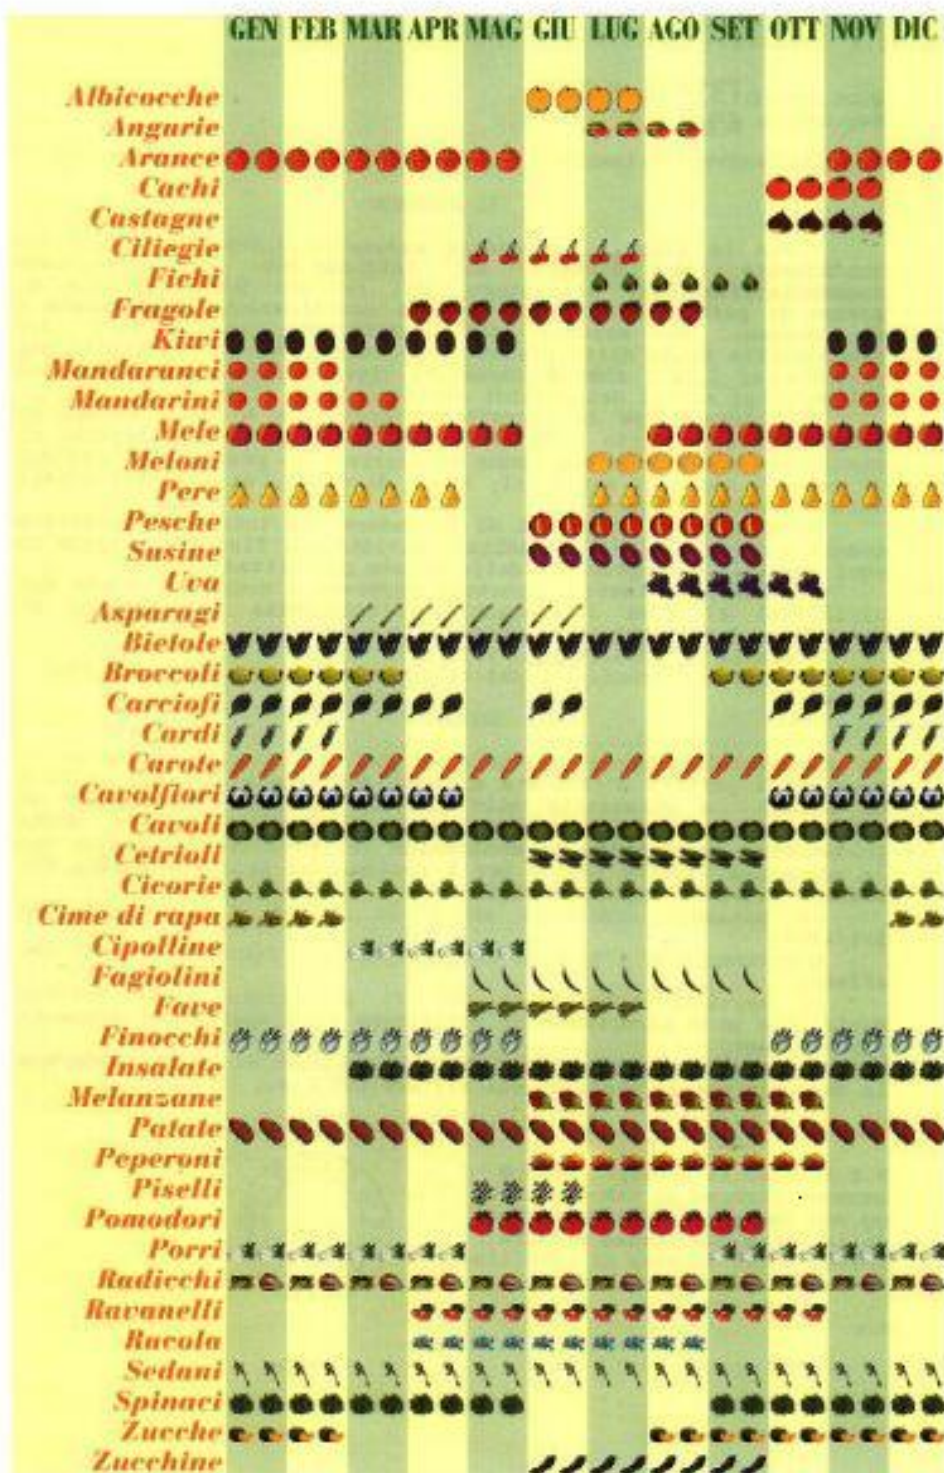 GEN FEB MAR APR MAG GIU LUG AGO SET OTT NOV DIC
Albicocche
Angurie
Arance
Cachi
Castagne
Ciliegie
Fichi
Fragole
Kiwi
Mandaranci
Mandarini
Mele
Meloni
Pere
Pesche
Susine
Uva
Asparagi
Bietole
Broccoli
Carciofi
Cardi
Carote
Cavolfiori
Cavoli
Cetrioli
Cicorie
Cime di rapa
Cipolline
Fagiolini
Fave
Finocchi
Insalate
Melanzane
Patate
Peperoni
Piselli
Pomodori
Porri
Radicchi
Ravanelli
Rucola
Sedani
Spinaci
Zucche
Zucchine